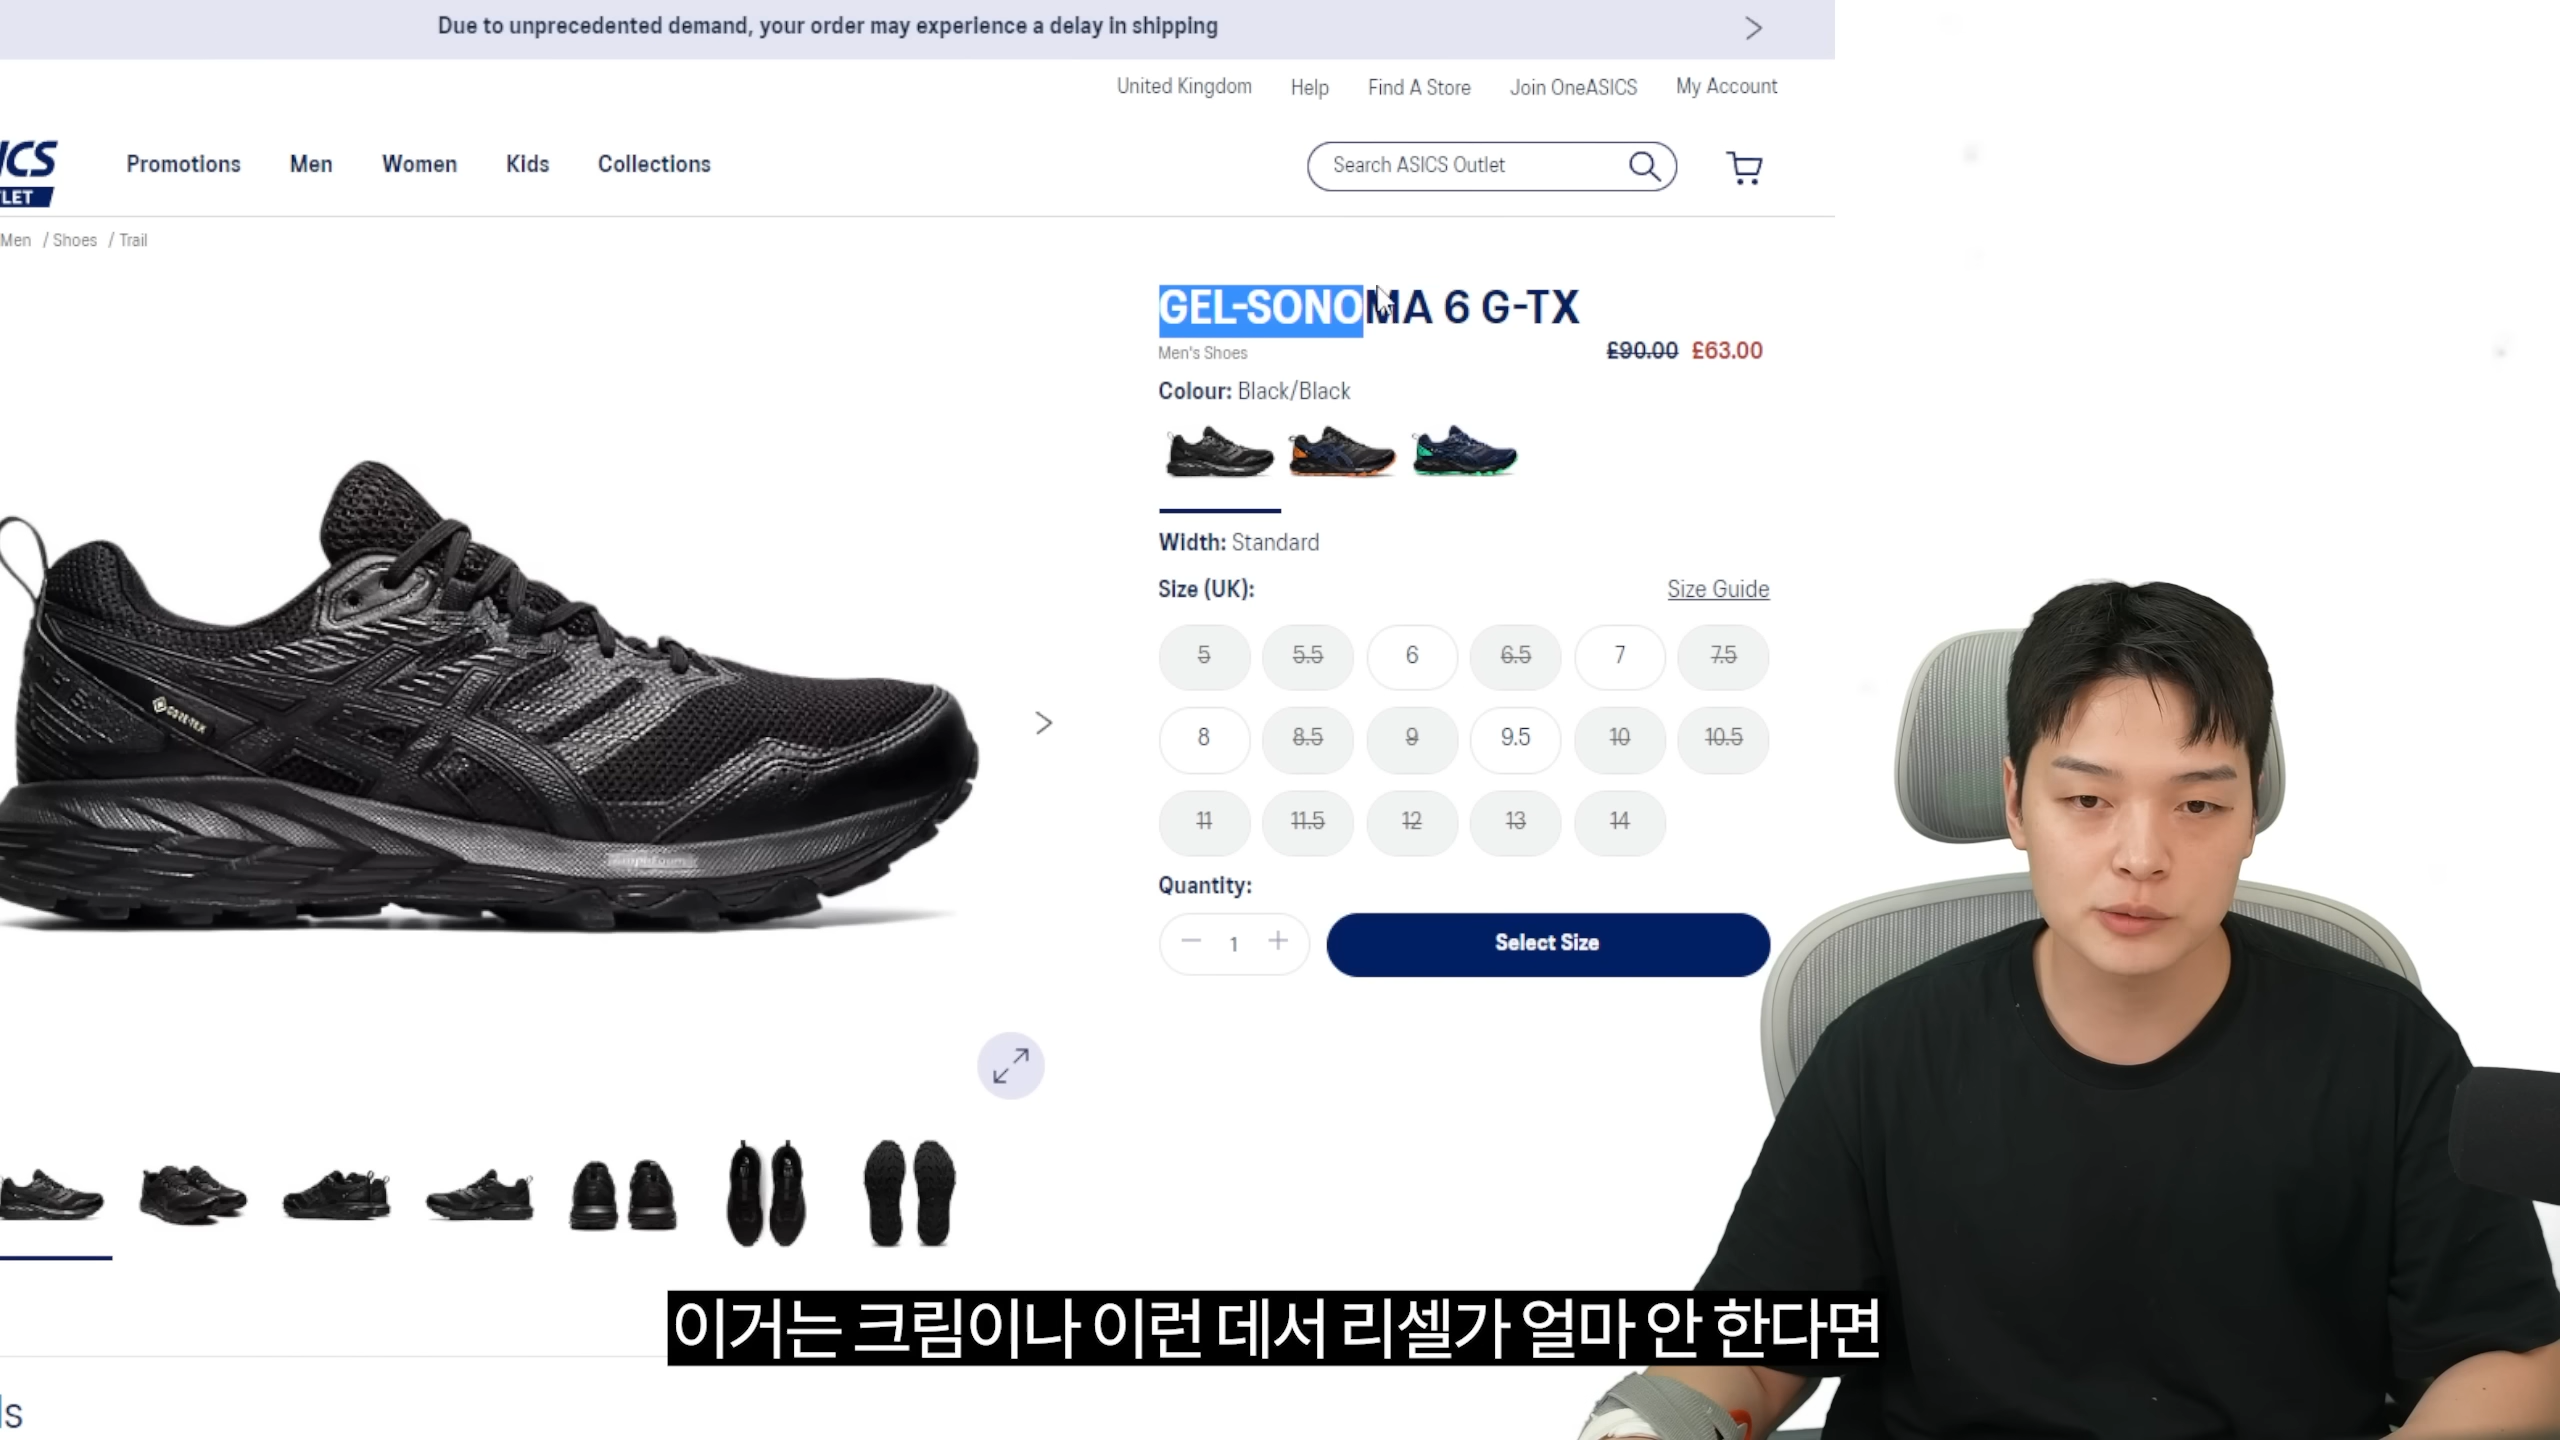 Due to unprecedented demand, your order may experience a delay in shipping
United Kingdom Help Find A Store Join OneASICS My Account
ICS
LET
Promotions Men Women Kids Collections
Search ASICS Outlet
Men / Shoes / Trail
GEL-SONOMA 6 G-TX
Men's Shoes
£90.00 £63.00
Colour: Black/Black
Width: Standard
Size (UK): Size Guide
5 5.5 6 6.5 7 7.5
8 8.5 9 9.5 10 10.5
11 11.5 12 13 14
Quantity:
1
Select Size
GORE-TEX
이거는 크림이나 이런 데서 리셀가 얼마 안 한다면
ls